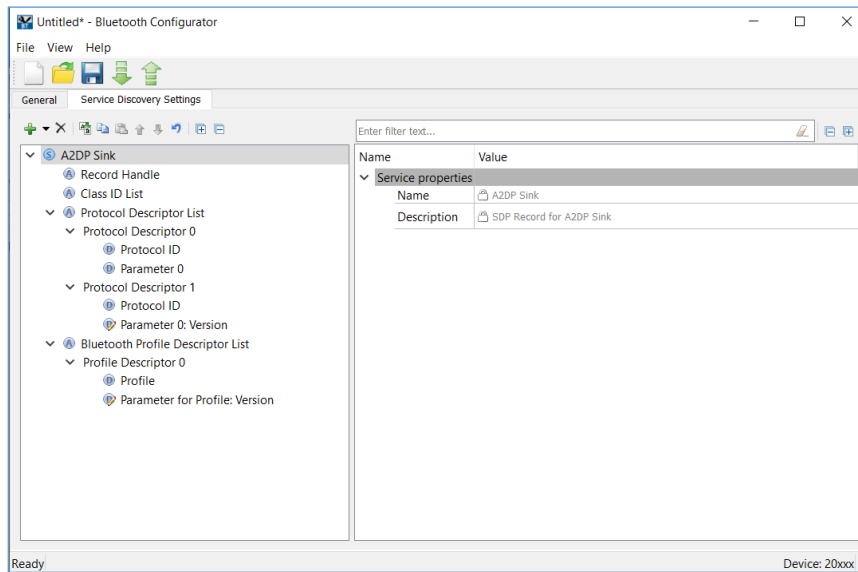 Untitled* - Bluetooth Configurator
File View Help
General Service Discovery Settings
Enter filter text...
A2DP Sink
Record Handle
Class ID List
Protocol Descriptor List
Protocol Descriptor 0
Protocol ID
Parameter 0
Protocol Descriptor 1
Protocol ID
Parameter 0: Version
Bluetooth Profile Descriptor List
Profile Descriptor 0
Profile
Parameter for Profile: Version
Name Value
Service properties
Name A2DP Sink
Description SDP Record for A2DP Sink
Ready Device: 20xxx